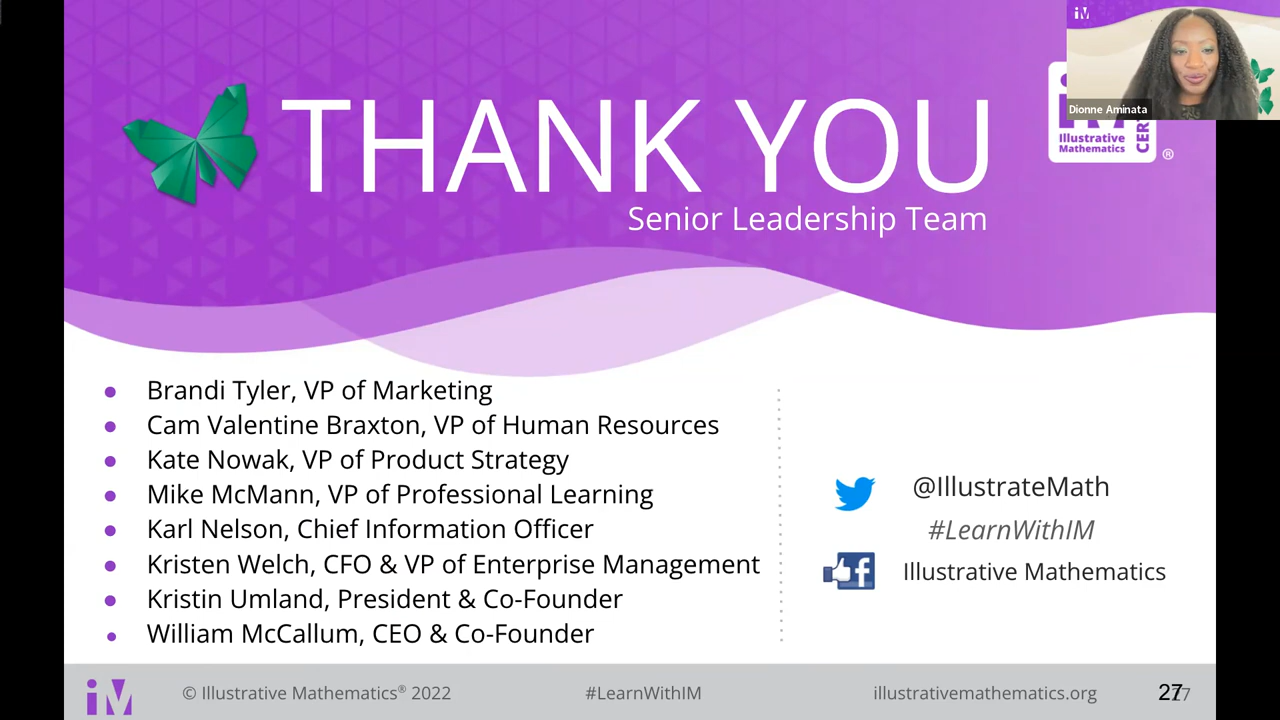 THANK YOU
Senior Leadership Team
Dionne Aminata
Illustrative
Mathematics
CER
®
Brandi Tyler, VP of Marketing
Cam Valentine Braxton, VP of Human Resources
Kate Nowak, VP of Product Strategy
Mike McMann, VP of Professional Learning
Karl Nelson, Chief Information Officer
Kristen Welch, CFO & VP of Enterprise Management
Kristin Umland, President & Co-Founder
William McCallum, CEO & Co-Founder
@IllustrateMath
#LearnWithIM
Illustrative Mathematics
iM
© Illustrative Mathematics® 2022
#LearnWithIM
illustrativemathematics.org
27